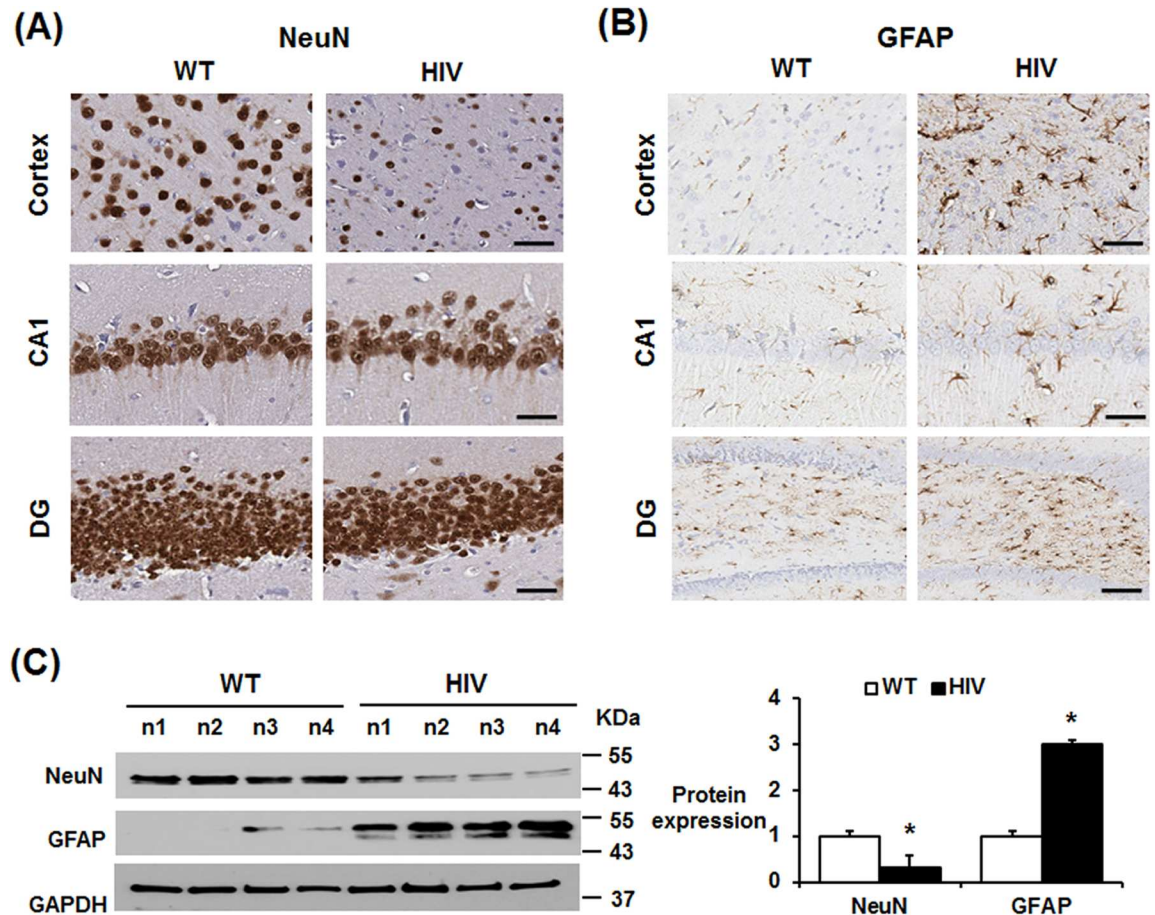 (A)
NeuN
WT HIV
Cortex
CA1
DG
(B)
GFAP
WT HIV
Cortex
CA1
DG
(C)
WT HIV
n1 n2 n3 n4 n1 n2 n3 n4 KDa
NeuN 55
43
GFAP 55
43
GAPDH 37
WT HIV
4
3
2
1
0
Protein
expression
*
*
NeuN GFAP